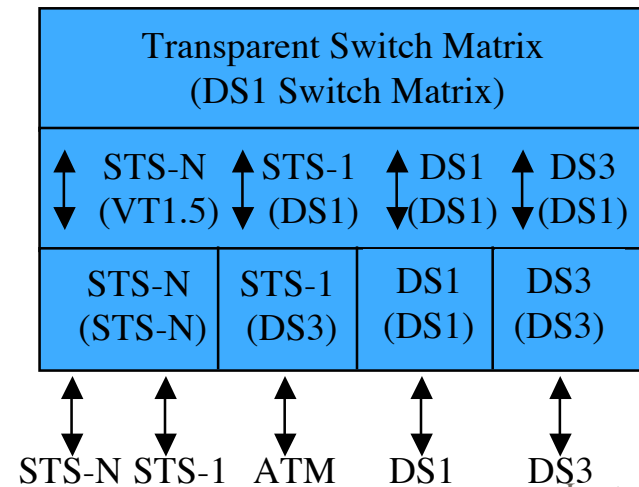 Transparent Switch Matrix
(DS1 Switch Matrix)
STS-N STS-1 DS1 DS3
(VT1.5) (DS1) (DS1) (DS1)
STS-N STS-1 DS1 DS3
(STS-N) (DS3) (DS1) (DS3)
STS-N STS-1 ATM DS1 DS3